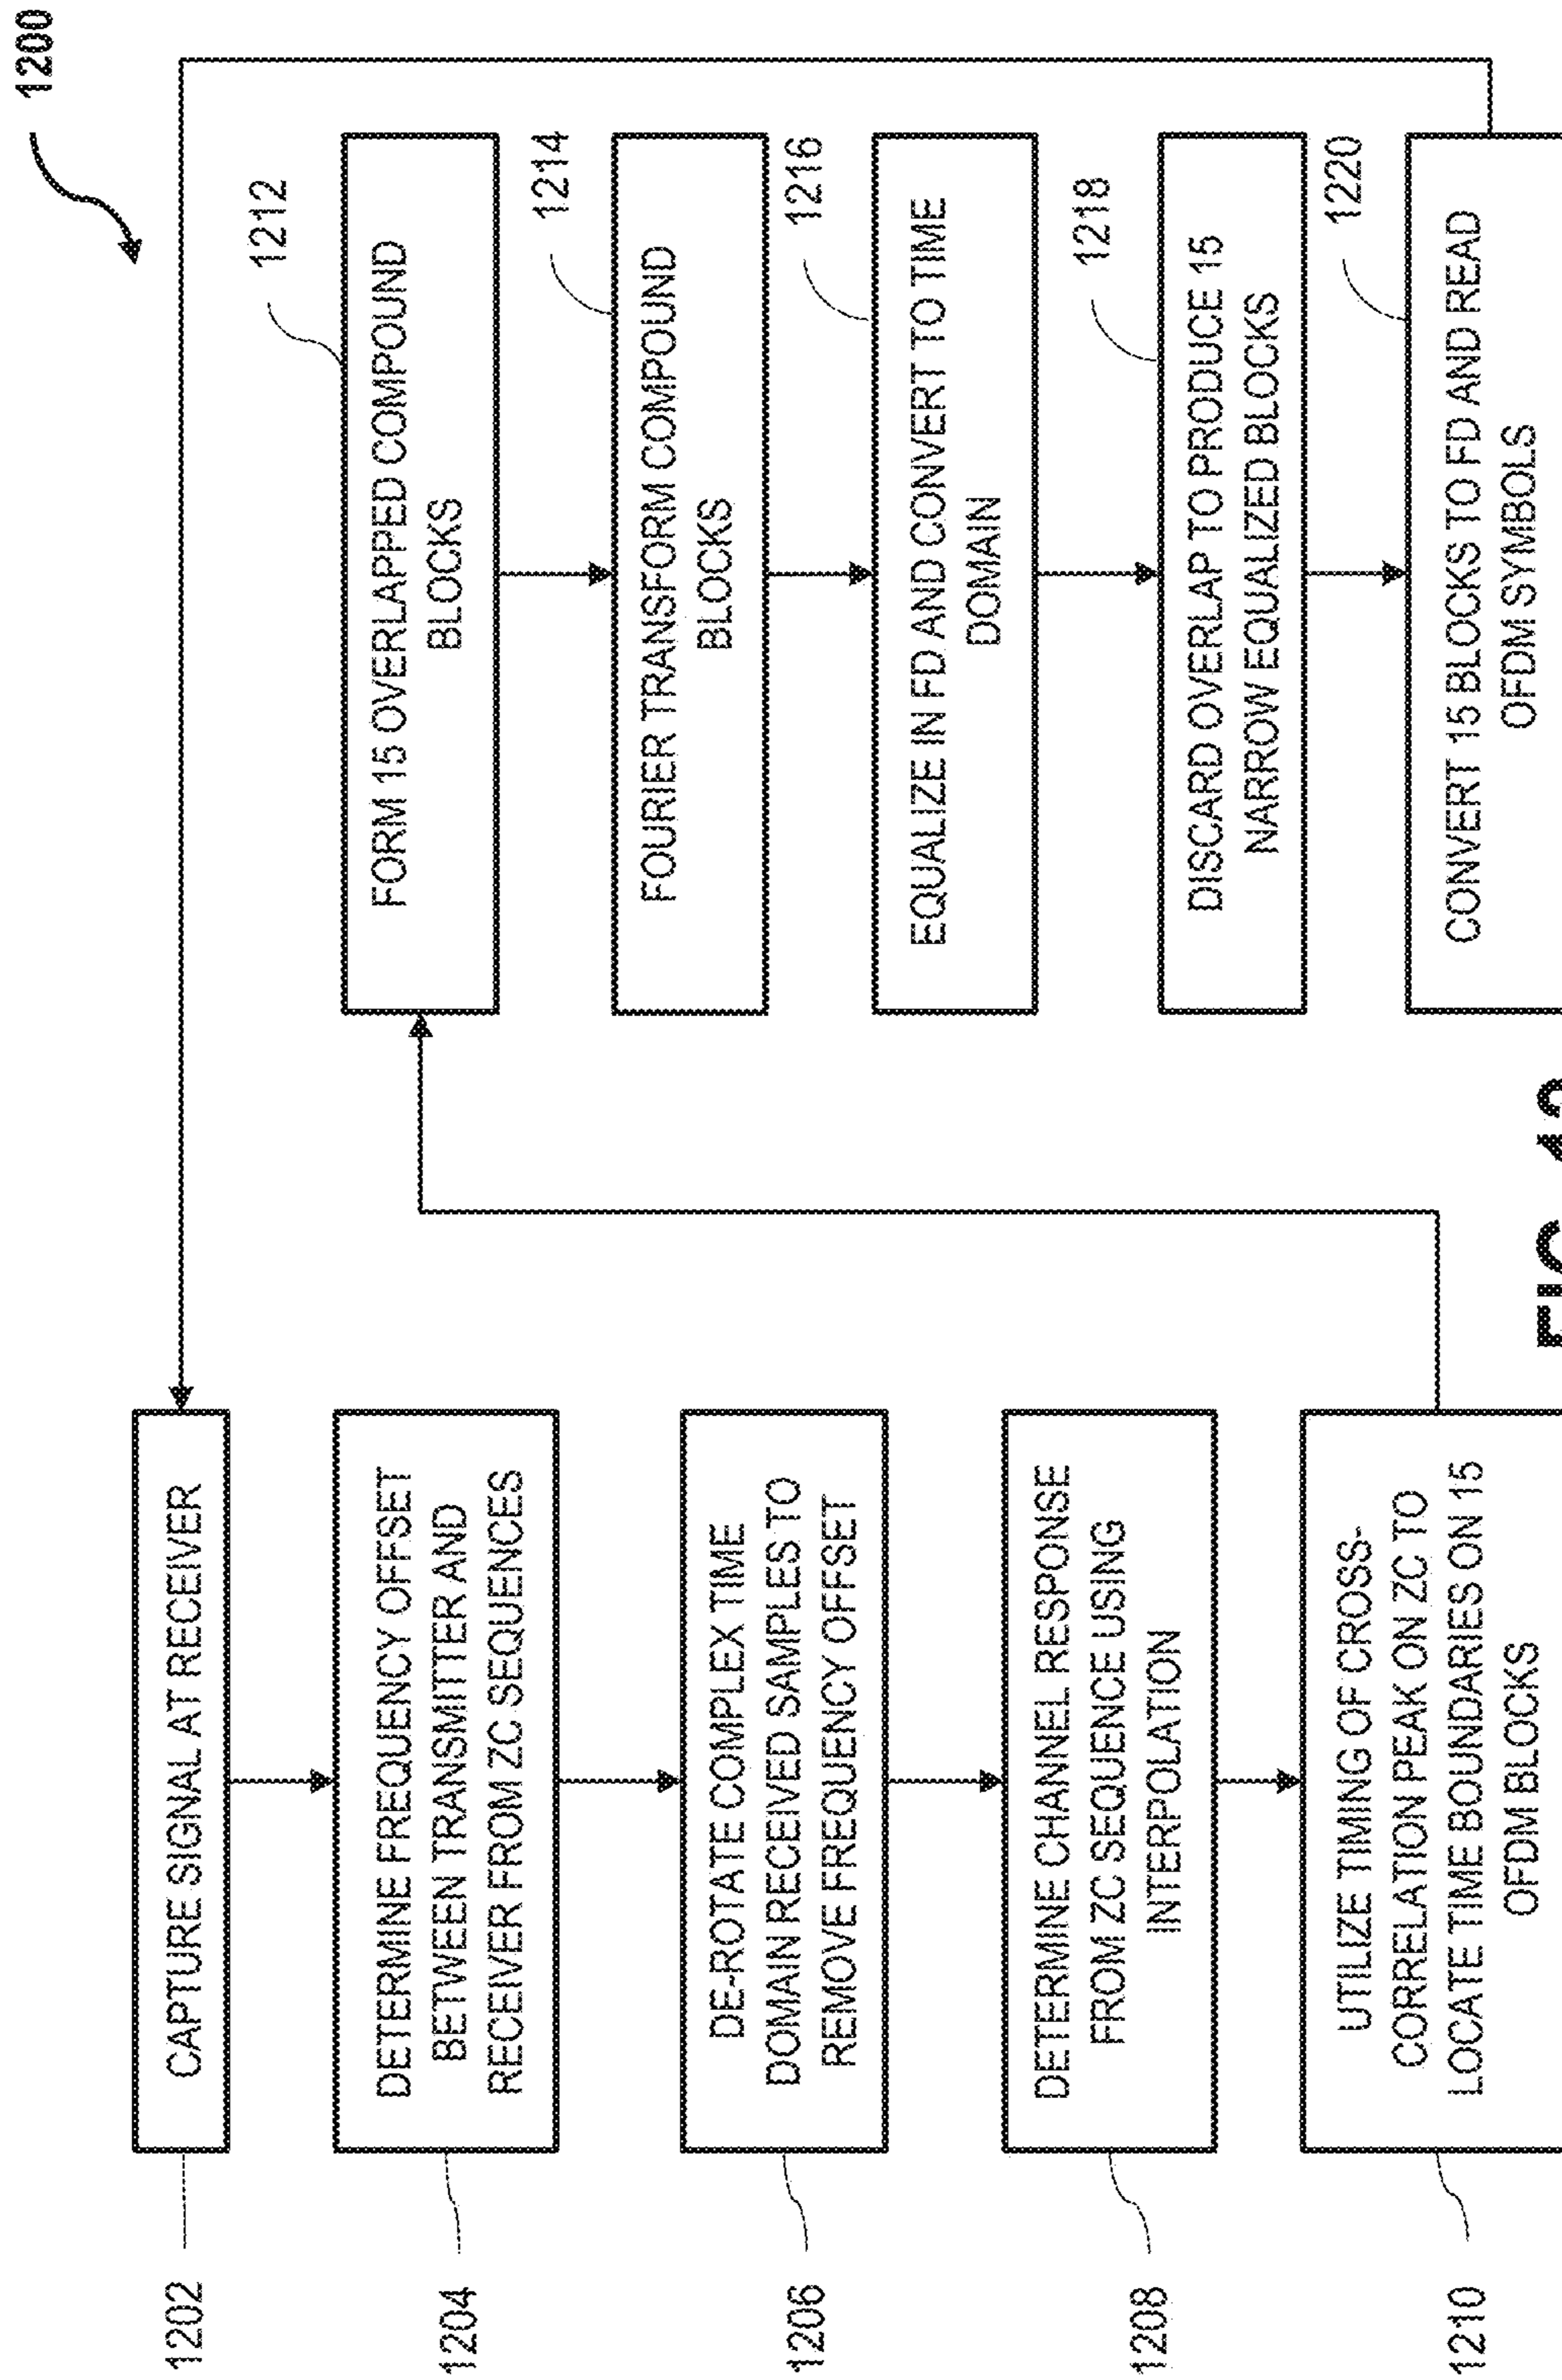 1200
1202
CAPTURE SIGNAL AT RECEIVER
1204
DETERMINE FREQUENCY OFFSET
BETWEEN TRANSMITTER AND
RECEIVER FROM ZC SEQUENCES
1206
DE-ROTATE COMPLEX TIME
DOMAIN RECEIVED SAMPLES TO
REMOVE FREQUENCY OFFSET
1208
DETERMINE CHANNEL RESPONSE
FROM ZC SEQUENCE USING
INTERPOLATION
1210
UTILIZE TIMING OF CROSS-
CORRELATION PEAK ON ZC TO
LOCATE TIME BOUNDARIES ON 15
OFDM BLOCKS
1212
FORM 15 OVERLAPPED COMPOUND
BLOCKS
1214
FOURIER TRANSFORM COMPOUND
BLOCKS
1216
EQUALIZE IN FD AND CONVERT TO TIME
DOMAIN
1218
DISCARD OVERLAP TO PRODUCE 15
NARROW EQUALIZED BLOCKS
1220
CONVERT 15 BLOCKS TO FD AND READ
OFDM SYMBOLS